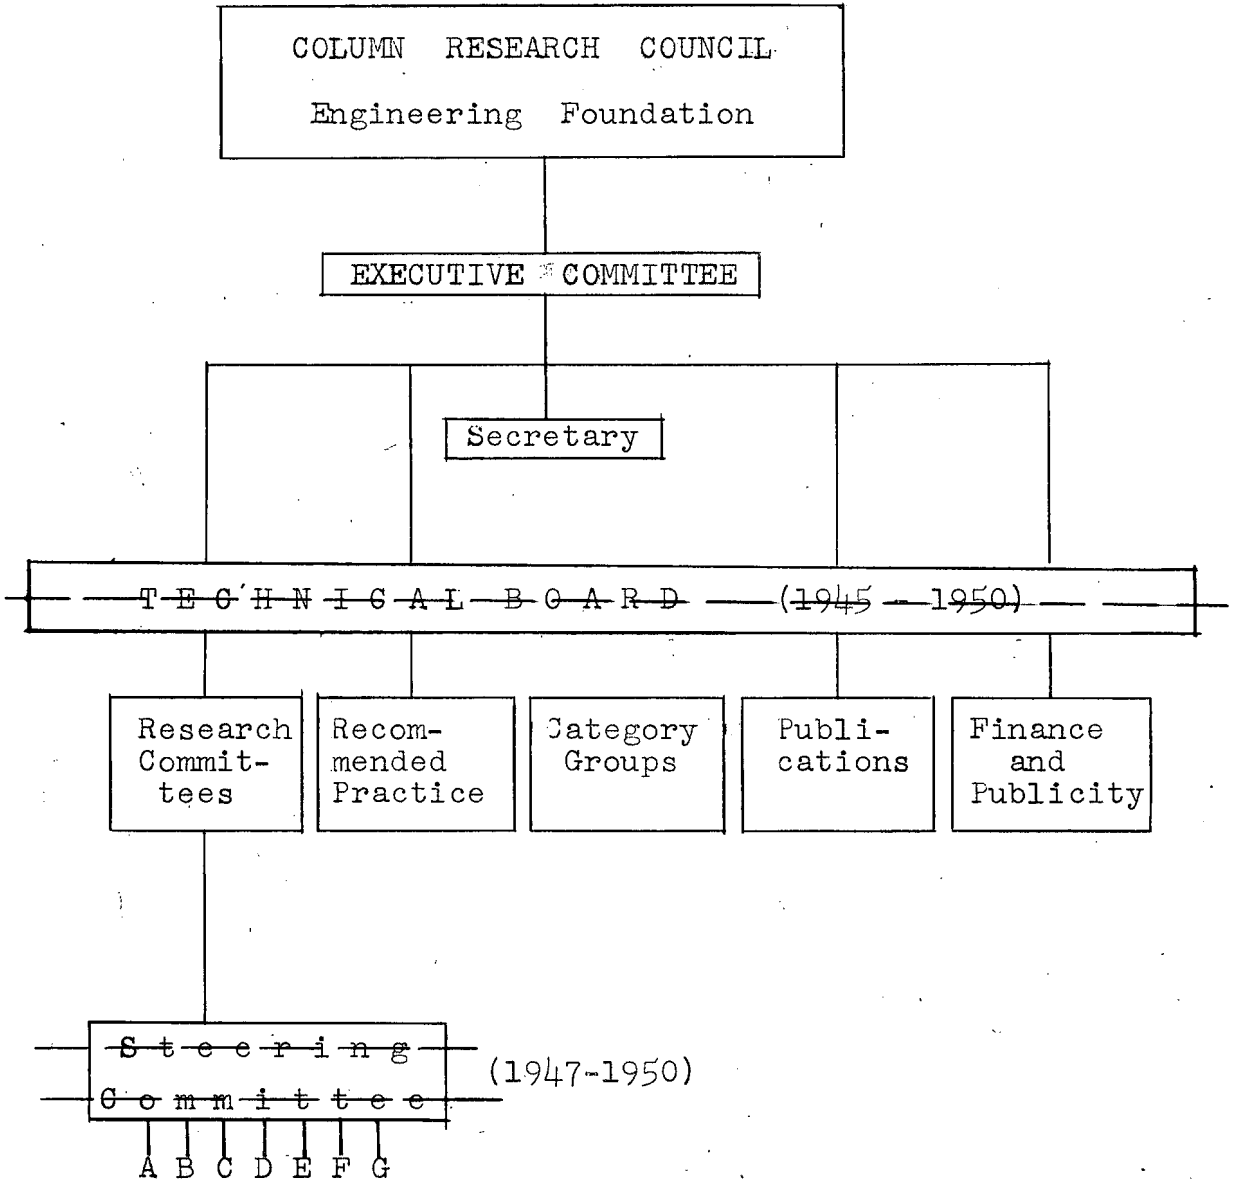 COLUMN RESEARCH COUNCIL
Engineering Foundation
EXECUTIVE COMMITTEE
Secretary
TECHNICAL BOARD (1945 - 1950)
Research
Commit-
tees
Recom-
mended
Practice
Category
Groups
Publi-
cations
Finance
and
Publicity
Steering
Committee
(1947-1950)
A B C D E F G